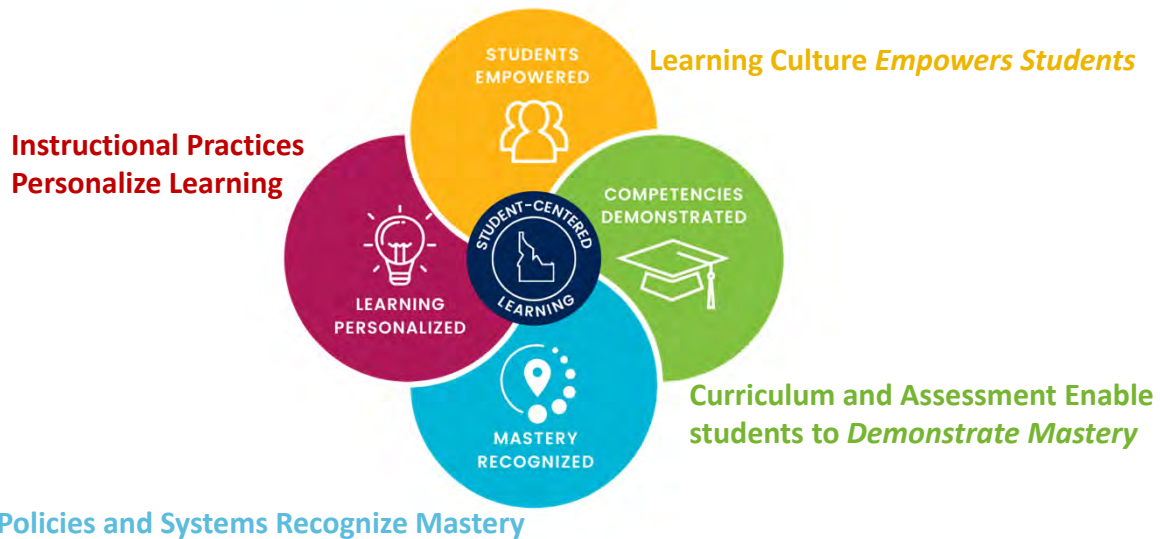 STUDENTS
EMPOWERED
Learning Culture Empowers Students
Instructional Practices
Personalize Learning
COMPETENCIES
DEMONSTRATED
STUDENT-CENTERED
LEARNING
LEARNING
PERSONALIZED
Curriculum and Assessment Enable
students to Demonstrate Mastery
MASTERY
RECOGNIZED
Policies and Systems Recognize Mastery